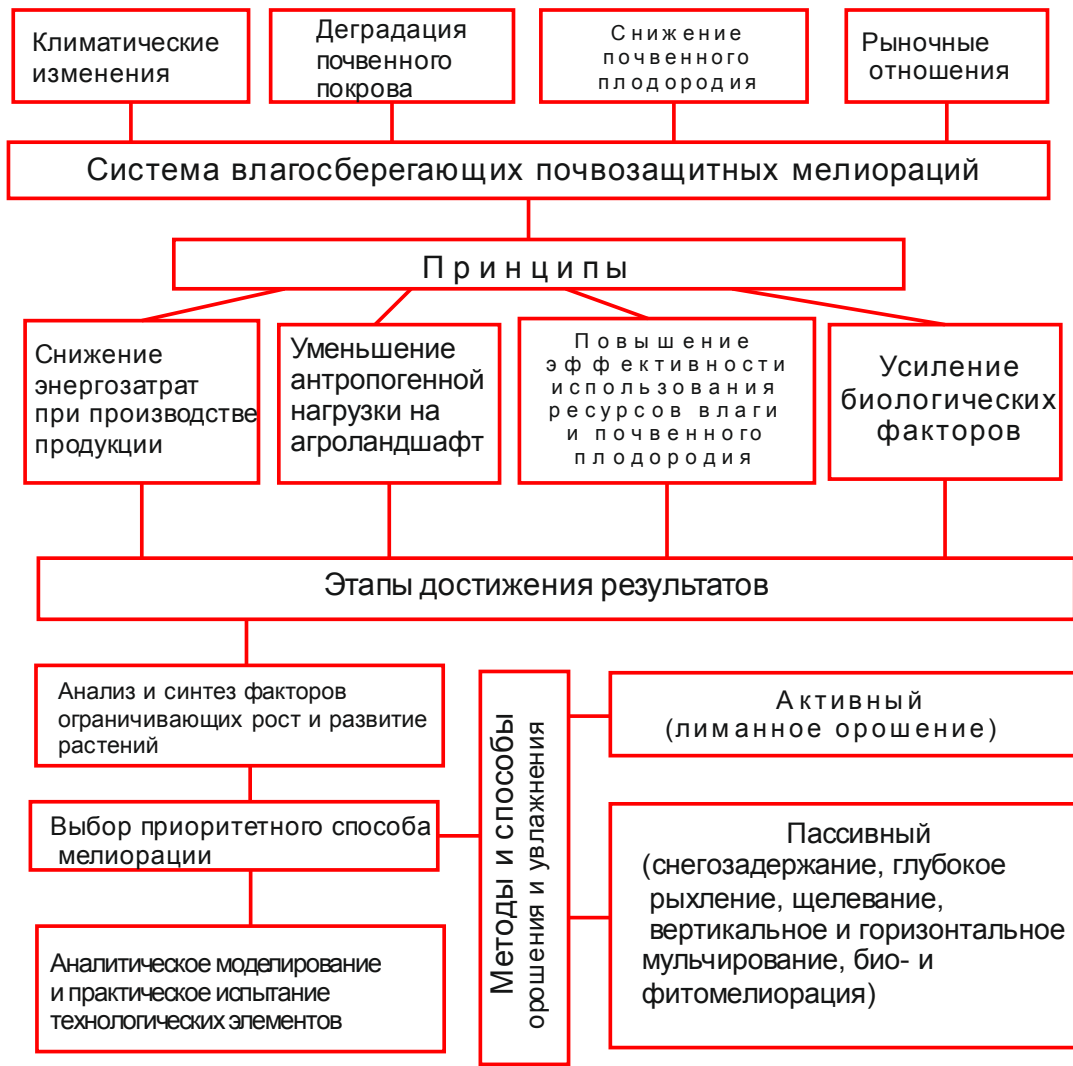 Климатические
изменения
Деградация
почвенного
покрова
Снижение
почвенного
плодородия
Рыночные
отношения
Система влагосберегающих почвозащитных мелиораций
Принципы
Снижение
энергозатрат
при производстве
продукции
Уменьшение
антропогенной
нагрузки на
агроландшафт
Повышение
эффективности
использования
ресурсов влаги
и почвенного
плодородия
Усиление
биологических
факторов
Этапы достижения результатов
Анализ и синтез факторов
ограничивающих рост и развитие
растений
Выбор приоритетного способа
мелиорации
Аналитическое моделирование
и практическое испытание
технологических элементов
Методы и способы
орошения и увлажнения
Активный
(лиманное орошение)
Пассивный
(снегозадержание, глубокое
рыхление, щелевание,
вертикальное и горизонтальное
мульчирование, био- и
фитомелиорация)